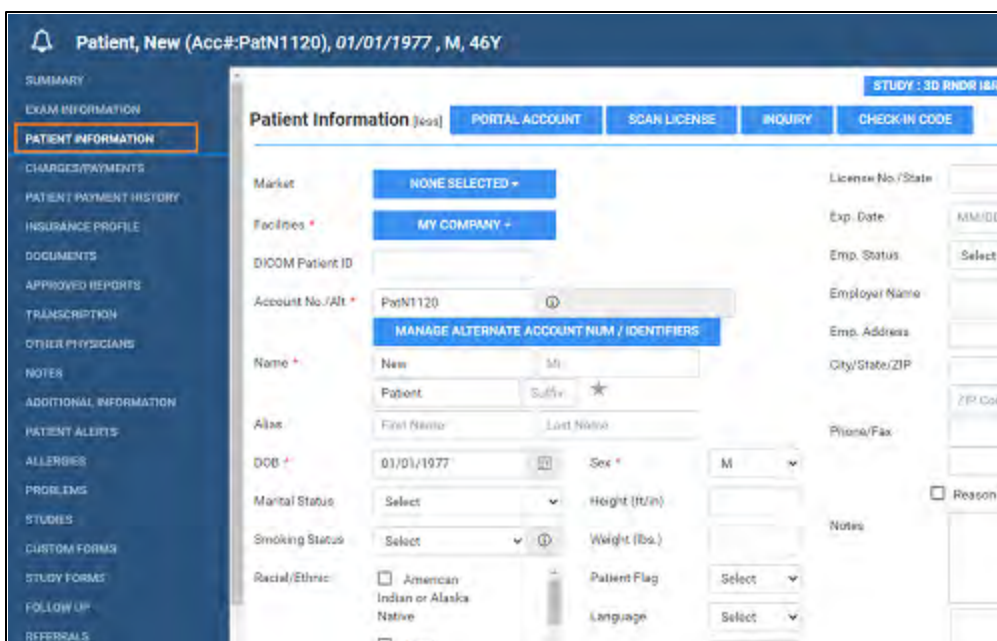 Patient, New (Acc#:PatN1120), 01/01/1977 , M, 46Y
SUMMARY
EXAM INFORMATION
PATIENT INFORMATION
CHARGES/PAYMENTS
PATIENT PAYMENT HISTORY
INSURANCE PROFILE
DOCUMENTS
APPROVED REPORTS
TRANSCRIPTION
OTHER PHYSICIANS
NOTES
ADDITIONAL INFORMATION
PATIENT ALERTS
ALLERGIES
PROBLEMS
STUDIES
CUSTOM FORMS
STUDY FORMS
FOLLOW UP
REFERRALS
STUDY : 3D RNDR I&R
Patient Information [less] PORTAL ACCOUNT SCAN LICENSE INQUIRY CHECK-IN CODE
Market NONE SELECTED
Facilities * MY COMPANY
DICOM Patient ID
Account No./Alt * PatN1120
MANAGE ALTERNATE ACCOUNT NUM / IDENTIFIERS
Name * New MI
Patient Suffix
Alias First Name Last Name
DOB * 01/01/1977 Sex * M
Marital Status Select Height (ft/in)
Smoking Status Select Weight (lbs.)
Racial/Ethnic American Patient Flag Select
Indian or Alaska
Native Language Select
License No./State
Exp. Date MM/DD
Emp. Status Select
Employer Name
Emp. Address
City/State/ZIP
ZIP Co
Phone/Fax
Reason
Notes